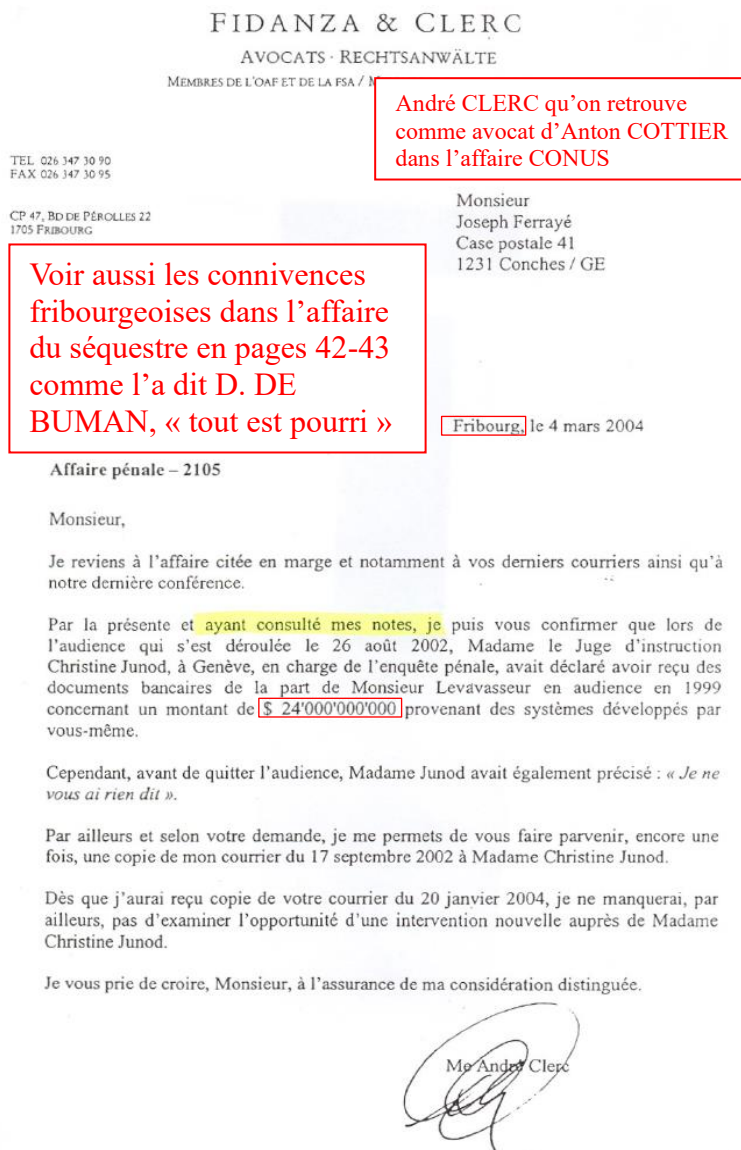 FIDANZA & CLERC
AVOCATS · RECHTSANWÄLTE
MEMBRES DE L'OAF ET DE LA FSA /
André CLERC qu'on retrouve
comme avocat d'Anton COTTIER
dans l'affaire CONUS
TEL 026 347 30 90
FAX 026 347 30 95
CP 47, BD DE PÉROLLES 22
1705 FRIBOURG
Monsieur
Joseph Ferrayé
Case postale 41
1231 Conches / GE
Voir aussi les connivences
fribourgeoises dans l'affaire
du séquestre en pages 42-43
comme l'a dit D. DE
BUMAN, « tout est pourri »
Fribourg, le 4 mars 2004
Affaire pénale – 2105
Monsieur,
Je reviens à l'affaire citée en marge et notamment à vos derniers courriers ainsi qu'à
notre dernière conférence.
Par la présente et ayant consulté mes notes, je puis vous confirmer que lors de
l'audience qui s'est déroulée le 26 août 2002, Madame le Juge d'instruction
Christine Junod, à Genève, en charge de l'enquête pénale, avait déclaré avoir reçu des
documents bancaires de la part de Monsieur Levavasseur en audience en 1999
concernant un montant de $ 24'000'000'000 provenant des systèmes développés par
vous-même.
Cependant, avant de quitter l'audience, Madame Junod avait également précisé : « Je ne
vous ai rien dit ».
Par ailleurs et selon votre demande, je me permets de vous faire parvenir, encore une
fois, une copie de mon courrier du 17 septembre 2002 à Madame Christine Junod.
Dès que j'aurai reçu copie de votre courrier du 20 janvier 2004, je ne manquerai, par
ailleurs, pas d'examiner l'opportunité d'une intervention nouvelle auprès de Madame
Christine Junod.
Je vous prie de croire, Monsieur, à l'assurance de ma considération distinguée.
Me André Clerc